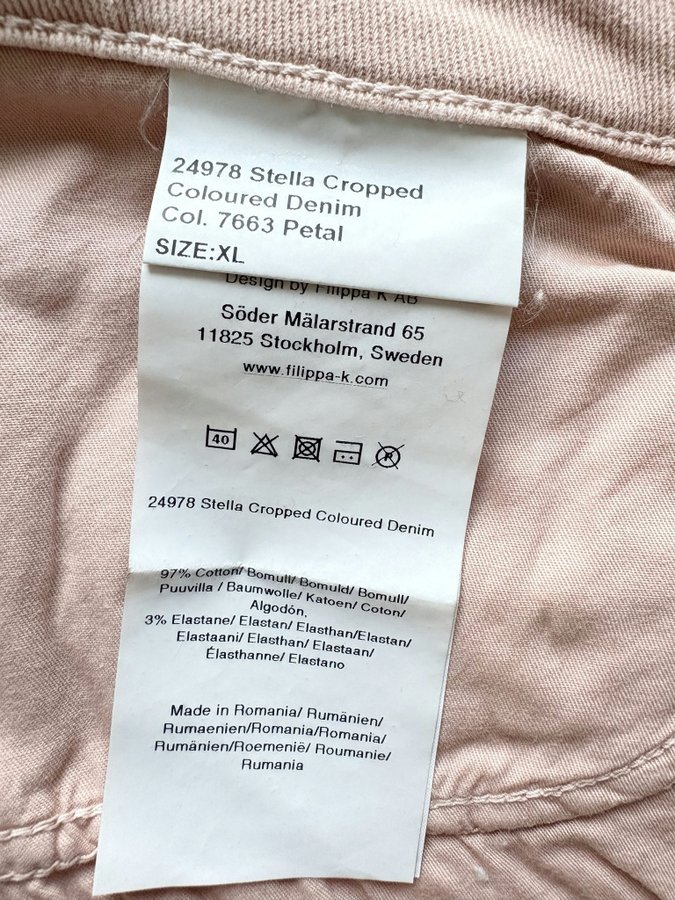 24978 Stella Cropped
Coloured Denim
Col. 7663 Petal
SIZE:XL
Design by Filippa K AB
Söder Mälarstrand 65
11825 Stockholm, Sweden
www.filippa-k.com
40 P
24978 Stella Cropped Coloured Denim
97% Cotton/ Bomull/ Bomuld/ Bomull/
Puuvilla / Baumwolle/ Katoen/ Coton/
Algodón,
3% Elastane/ Elastan/ Elasthan/Elastan/
Elastaani/ Elasthan/ Elastaan/
Élasthanne/ Elastano
Made in Romania/ Rumänien/
Rumaenien/Romania/Romania/
Rumänien/Roemenië/ Roumanie/
Rumania